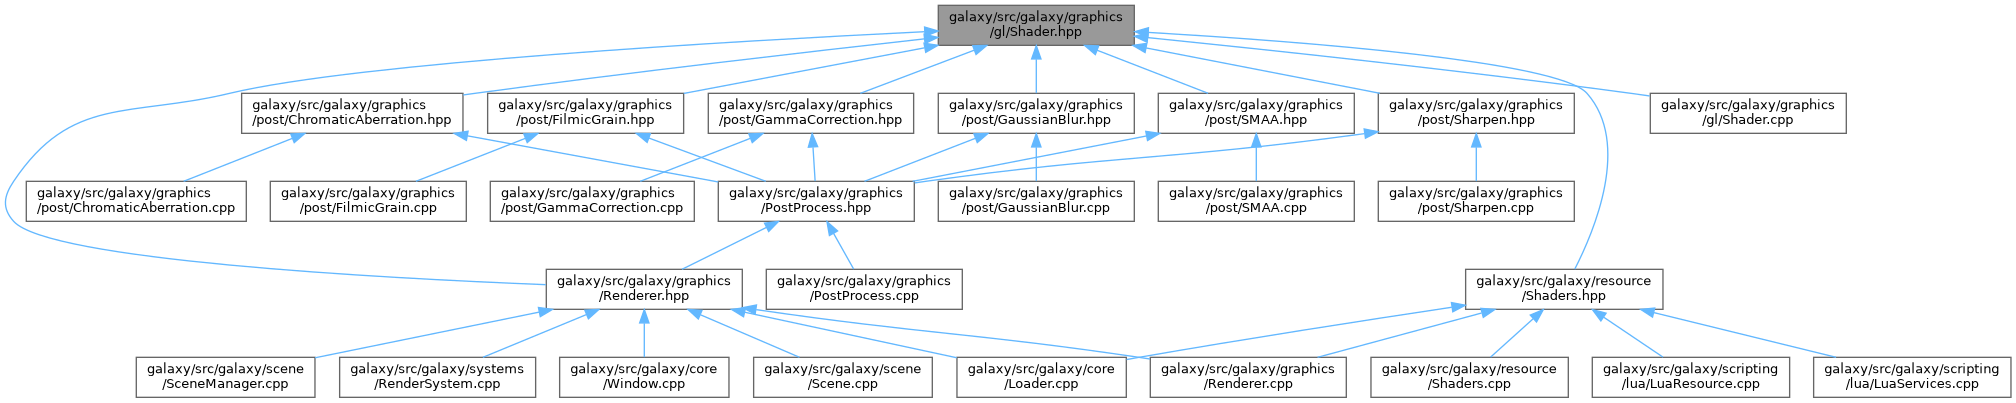 galaxy/src/galaxy/graphics
/gl/Shader.hpp
galaxy/src/galaxy/graphics
/post/ChromaticAberration.hpp
galaxy/src/galaxy/graphics
/post/FilmicGrain.hpp
galaxy/src/galaxy/graphics
/post/GammaCorrection.hpp
galaxy/src/galaxy/graphics
/post/GaussianBlur.hpp
galaxy/src/galaxy/graphics
/post/SMAA.hpp
galaxy/src/galaxy/graphics
/post/Sharpen.hpp
galaxy/src/galaxy/graphics
/gl/Shader.cpp
galaxy/src/galaxy/graphics
/post/ChromaticAberration.cpp
galaxy/src/galaxy/graphics
/post/FilmicGrain.cpp
galaxy/src/galaxy/graphics
/post/GammaCorrection.cpp
galaxy/src/galaxy/graphics
/PostProcess.hpp
galaxy/src/galaxy/graphics
/post/GaussianBlur.cpp
galaxy/src/galaxy/graphics
/post/SMAA.cpp
galaxy/src/galaxy/graphics
/post/Sharpen.cpp
galaxy/src/galaxy/graphics
/Renderer.hpp
galaxy/src/galaxy/graphics
/PostProcess.cpp
galaxy/src/galaxy/resource
/Shaders.hpp
galaxy/src/galaxy/scene
/SceneManager.cpp
galaxy/src/galaxy/systems
/RenderSystem.cpp
galaxy/src/galaxy/core
/Window.cpp
galaxy/src/galaxy/scene
/Scene.cpp
galaxy/src/galaxy/core
/Loader.cpp
galaxy/src/galaxy/graphics
/Renderer.cpp
galaxy/src/galaxy/resource
/Shaders.cpp
galaxy/src/galaxy/scripting
/lua/LuaResource.cpp
galaxy/src/galaxy/scripting
/lua/LuaServices.cpp